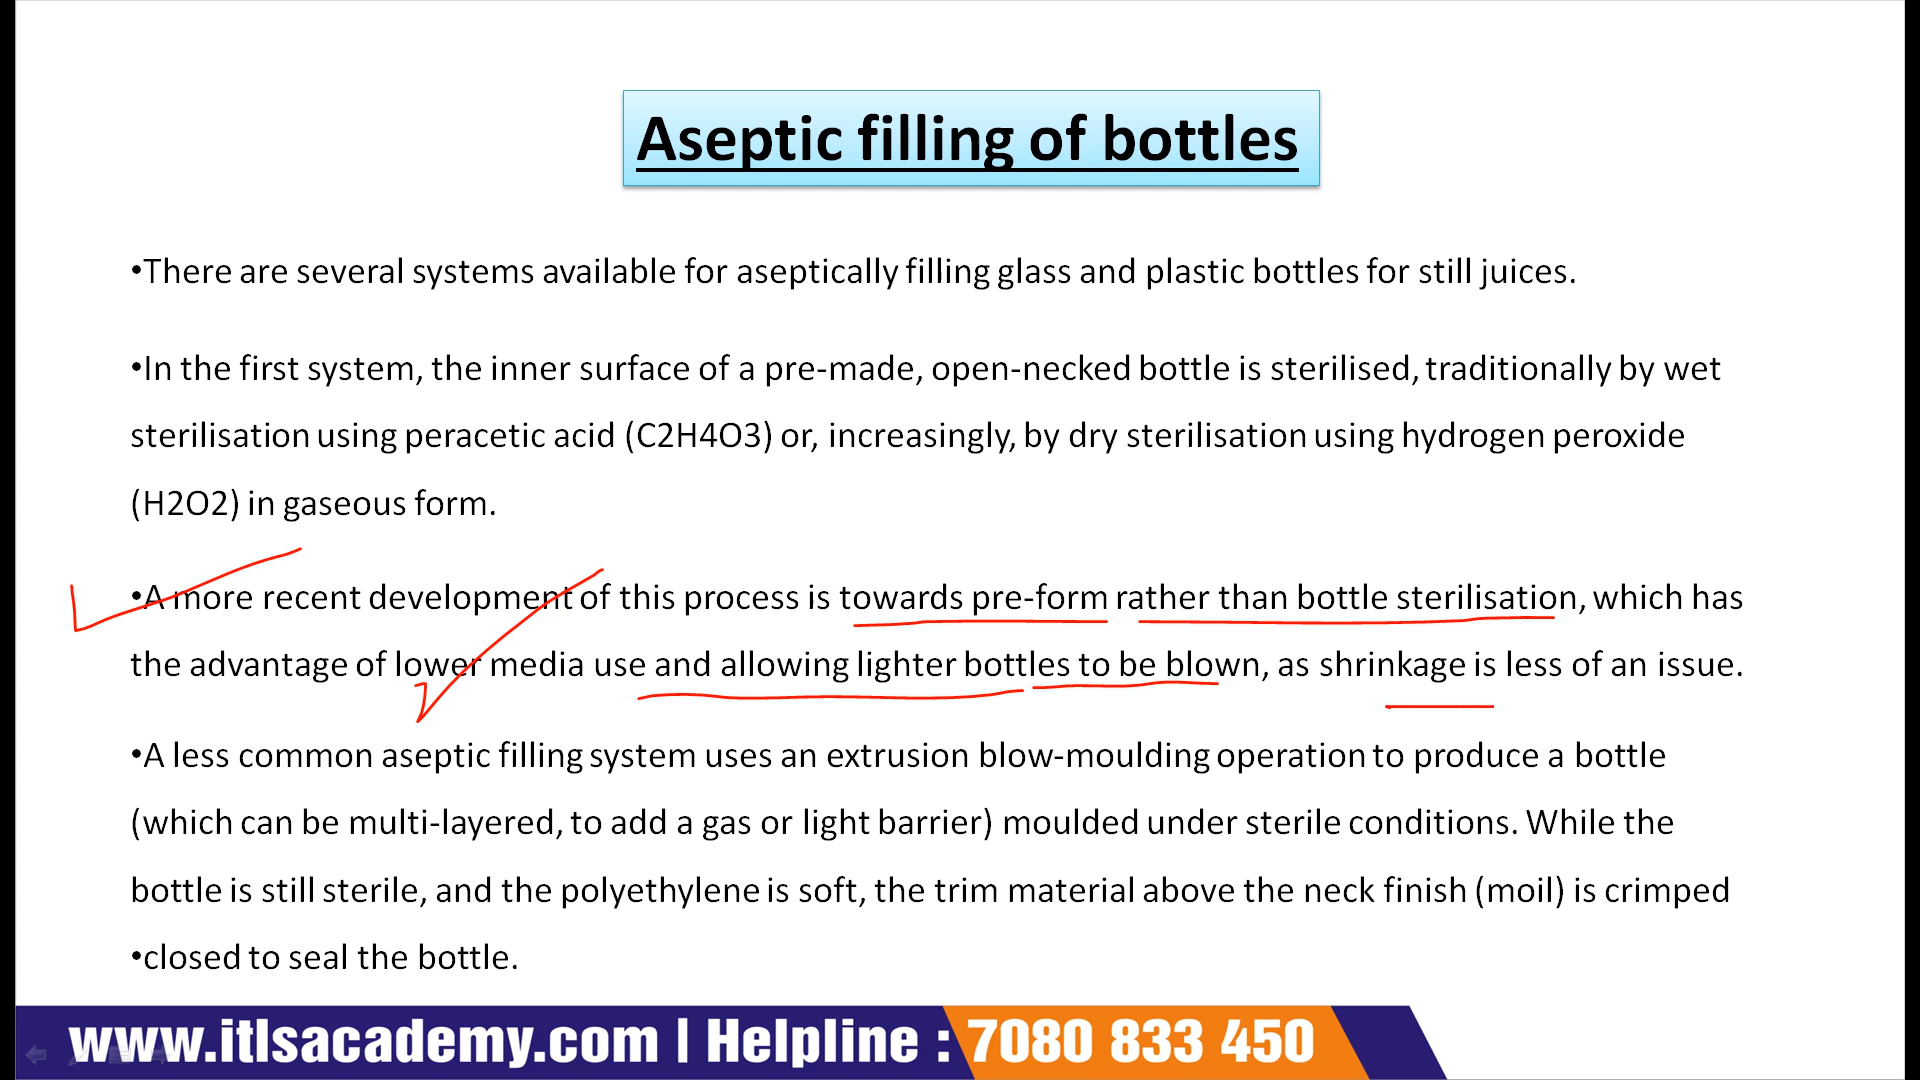 Aseptic filling of bottles
•There are several systems available for aseptically filling glass and plastic bottles for still juices.
•In the first system, the inner surface of a pre-made, open-necked bottle is sterilised, traditionally by wet
sterilisation using peracetic acid (C2H4O3) or, increasingly, by dry sterilisation using hydrogen peroxide
(H2O2) in gaseous form.
•A more recent development of this process is towards pre-form rather than bottle sterilisation, which has
the advantage of lower media use and allowing lighter bottles to be blown, as shrinkage is less of an issue.
•A less common aseptic filling system uses an extrusion blow-moulding operation to produce a bottle
(which can be multi-layered, to add a gas or light barrier) moulded under sterile conditions. While the
bottle is still sterile, and the polyethylene is soft, the trim material above the neck finish (moil) is crimped
•closed to seal the bottle.
www.itlsacademy.com | Helpline : 7080 833 450